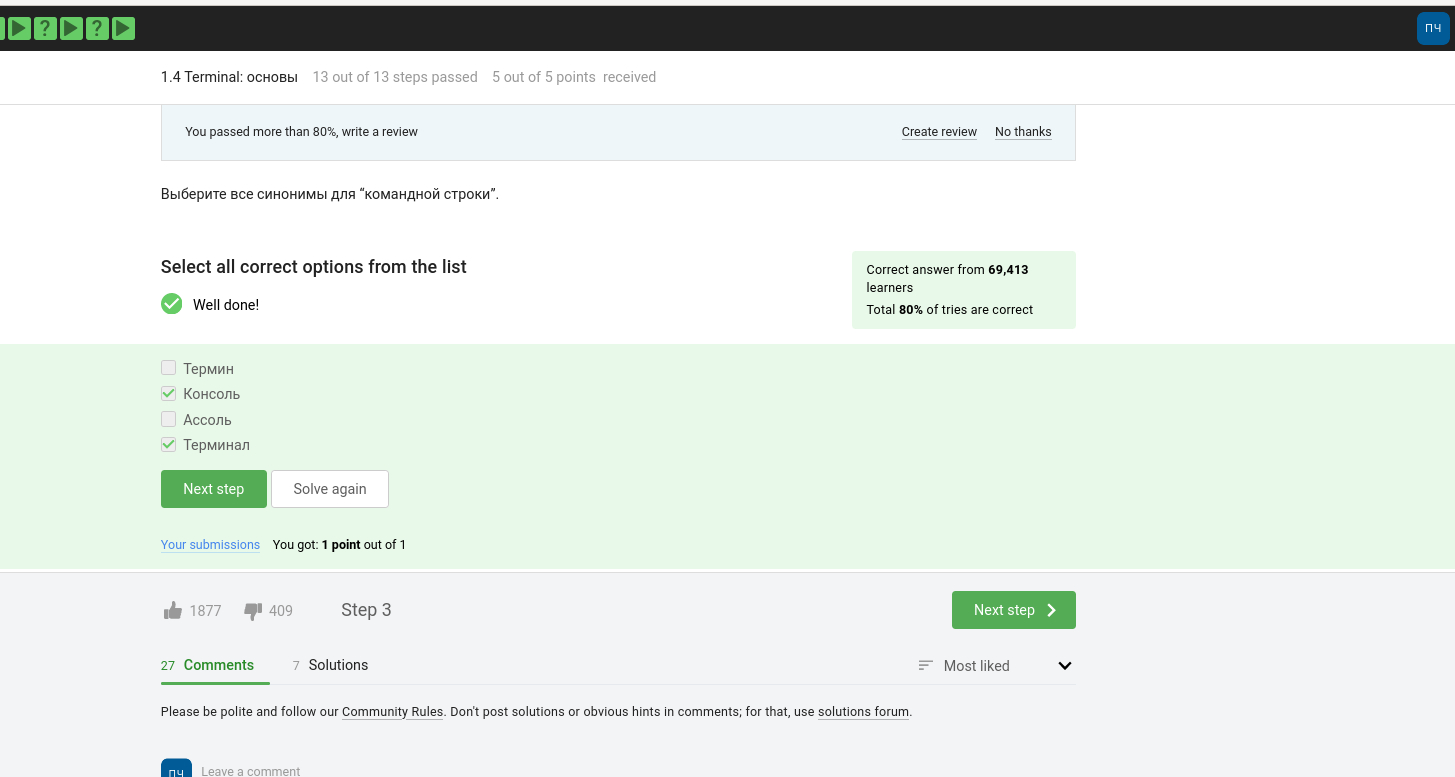 ? ?
ПЧ
1.4 Terminal: основы 13 out of 13 steps passed 5 out of 5 points received
You passed more than 80%, write a review Create review No thanks
Выберите все синонимы для “командной строки”.
Select all correct options from the list
Well done!
Correct answer from 69,413
learners
Total 80% of tries are correct
Термин
Консоль
Ассоль
Терминал
Next step Solve again
Your submissions You got: 1 point out of 1
1877 409 Step 3 Next step
27 Comments 7 Solutions Most liked
Please be polite and follow our Community Rules. Don't post solutions or obvious hints in comments; for that, use solutions forum.
ПЧ Leave a comment